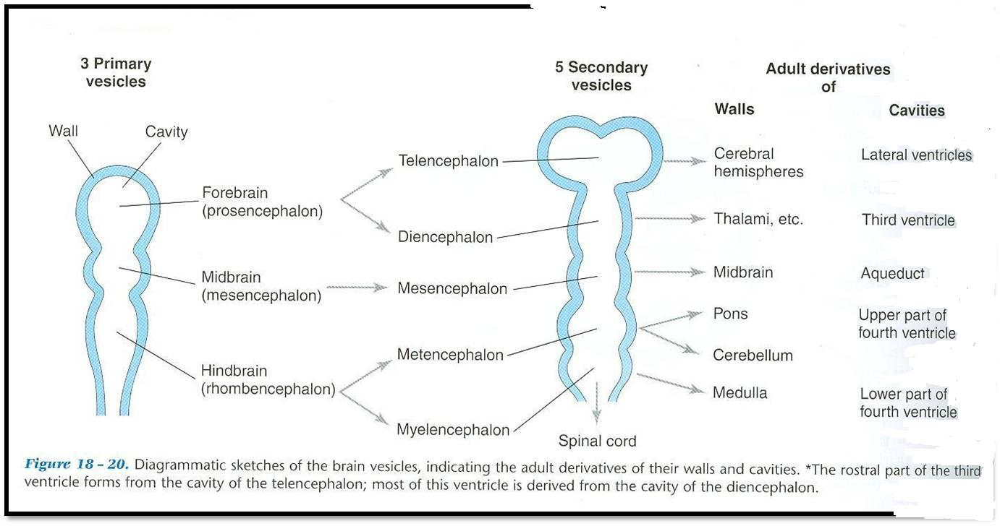 3 Primary
vesicles
5 Secondary
vesicles
Adult derivatives
of
Walls
Cavities
Wall
Cavity
Forebrain
(prosencephalon)
Midbrain
(mesencephalon)
Hindbrain
(rhombencephalon)
Telencephalon
Diencephalon
Mesencephalon
Metencephalon
Myelencephalon
Spinal cord
Cerebral
hemispheres
Lateral ventricles
Thalami, etc.
Third ventricle
Midbrain
Aqueduct
Pons
Upper part of
fourth ventricle
Cerebellum
Medulla
Lower part of
fourth ventricle
Figure 18 – 20. Diagrammatic sketches of the brain vesicles, indicating the adult derivatives of their walls and cavities. *The rostral part of the third
ventricle forms from the cavity of the telencephalon; most of this ventricle is derived from the cavity of the diencephalon.